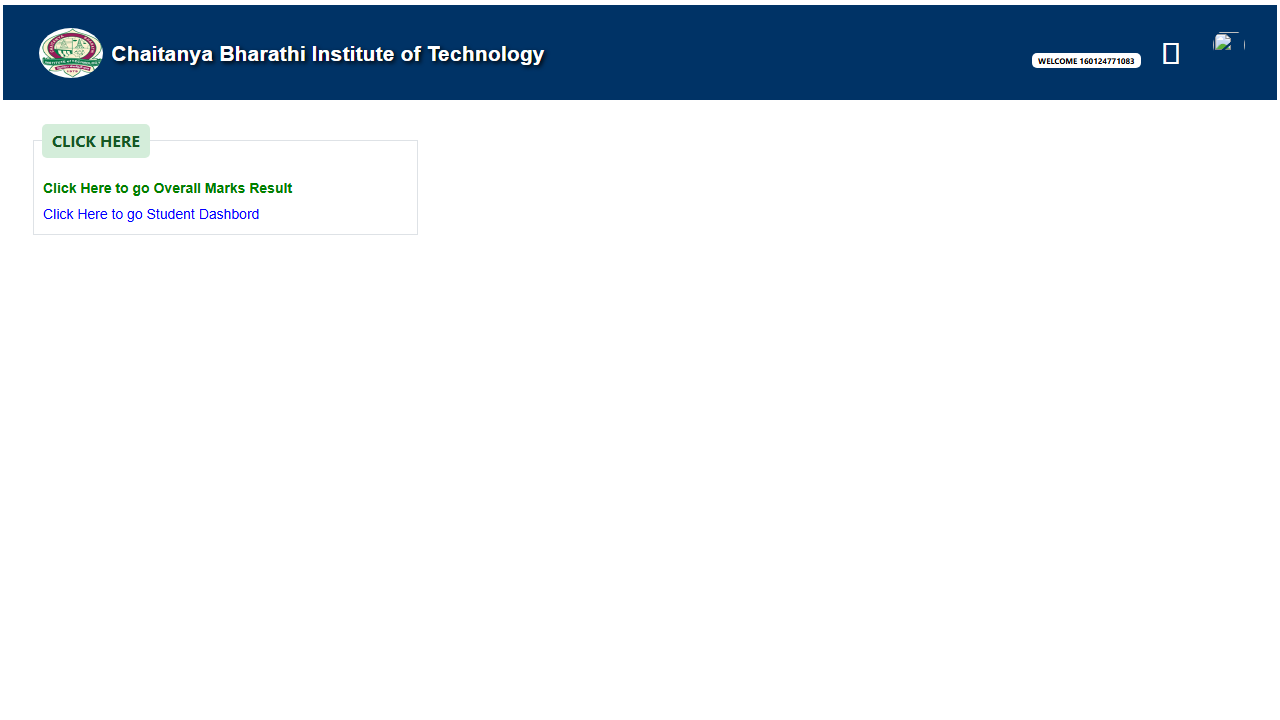 Chaitanya Bharathi Institute of Technology
WELCOME 160124771083
CLICK HERE
Click Here to go Overall Marks Result
Click Here to go Student Dashbord